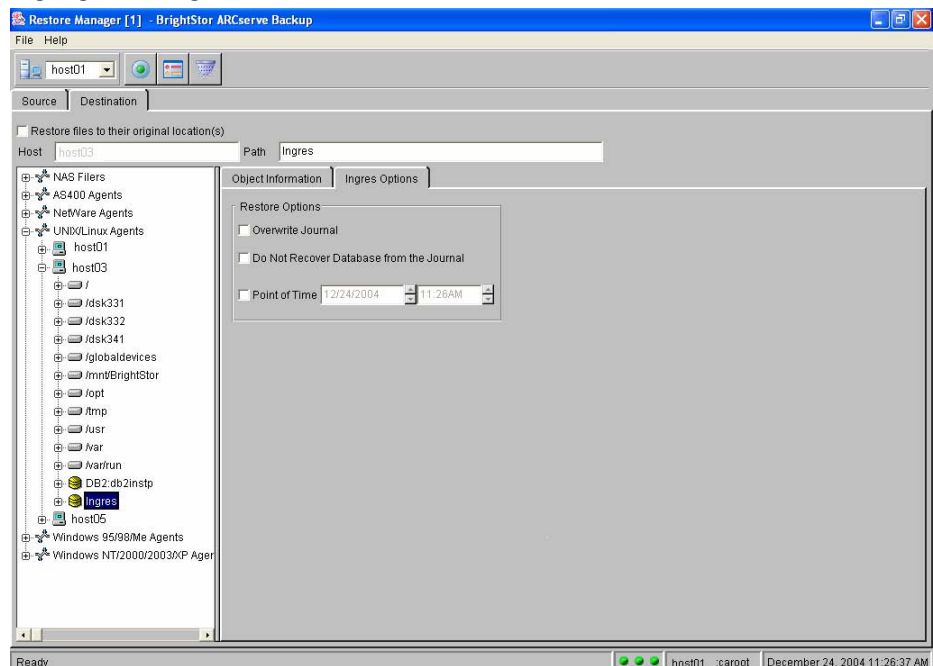 Restore Manager [1] - BrightStor ARCserve Backup
File Help
host01
Source Destination
Restore files to their original location(s)
Host host03 Path Ingres
NAS Filers
AS400 Agents
NetWare Agents
UNIX/Linux Agents
host01
host03
/
/dsk331
/dsk332
/dsk341
/globaldevices
/mnt/BrightStor
/opt
/tmp
/usr
/var
/var/run
DB2:db2instp
Ingres
host05
Windows 95/98/Me Agents
Windows NT/2000/2003/XP Ager
Object Information Ingres Options
Restore Options
Overwrite Journal
Do Not Recover Database from the Journal
Point of Time 12/24/2004 11:26AM
Ready host01 :caroot December 24, 2004 11:26:37 AM